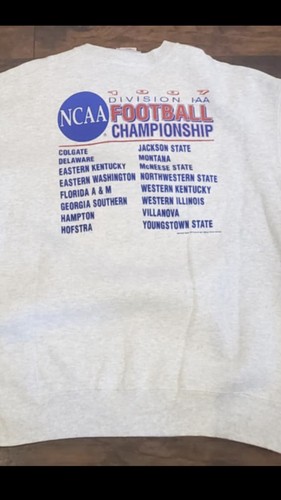 1997
DIVISION I-AA
NCAA
FOOTBALL
CHAMPIONSHIP
COLGATE
DELAWARE
EASTERN KENTUCKY
EASTERN WASHINGTON
FLORIDA A & M
GEORGIA SOUTHERN
HAMPTON
HOFSTRA
JACKSON STATE
MONTANA
McNEESE STATE
NORTHWESTERN STATE
WESTERN KENTUCKY
WESTERN ILLINOIS
VILLANOVA
YOUNGSTOWN STATE